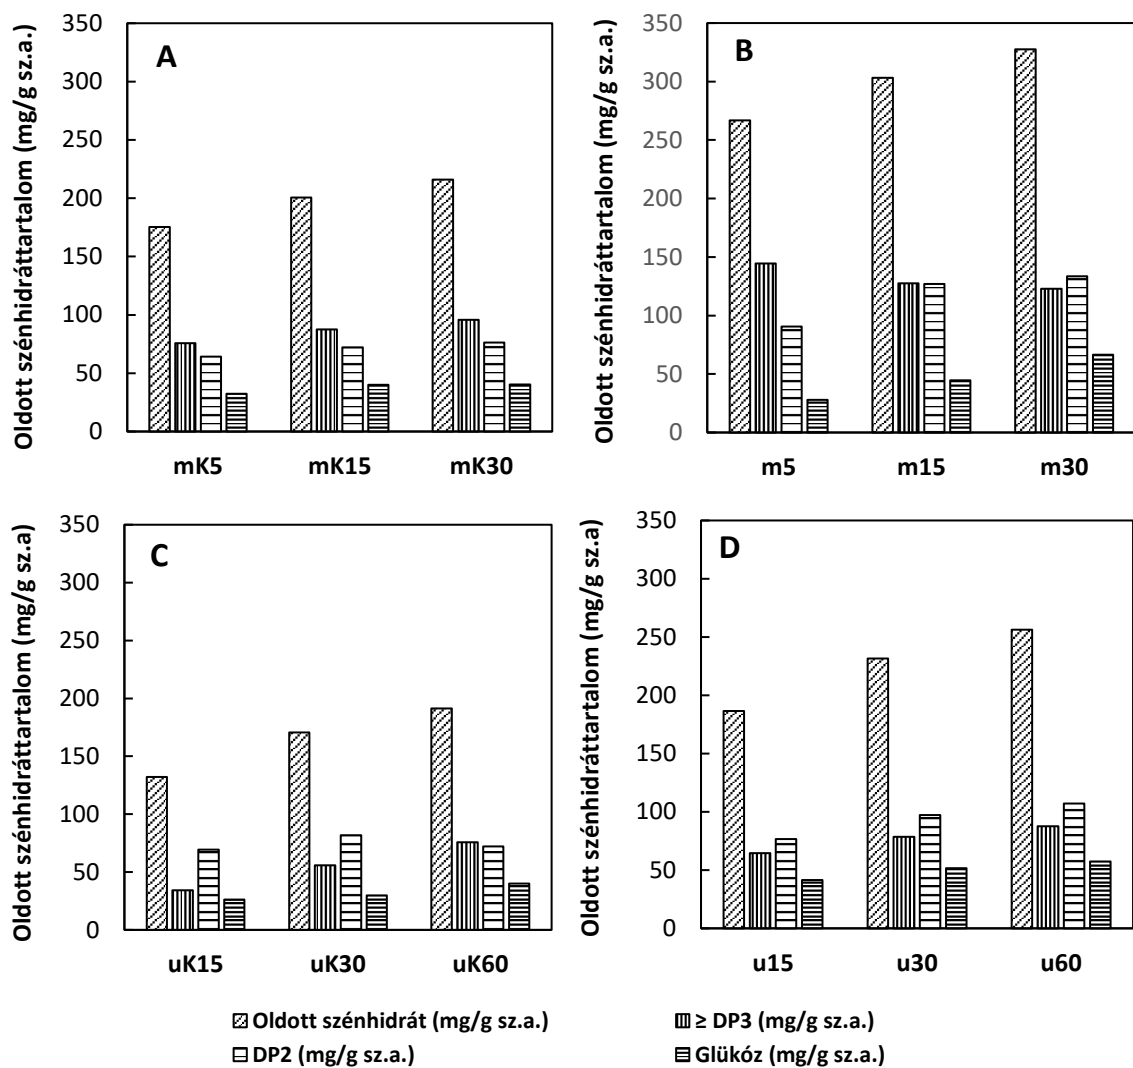 Oldott szénhidráttartalom (mg/g sz.a.)
350
300
250
200
150
100
50
0
A
mK5 mK15 mK30
Oldott szénhidráttartalom (mg/g sz.a.)
350
300
250
200
150
100
50
0
B
m5 m15 m30
Oldott szénhidráttartalom (mg/g sz.a)
350
300
250
200
150
100
50
0
C
uK15 uK30 uK60
Oldott szénhidráttartalom (mg/g sz.a)
350
300
250
200
150
100
50
0
D
u15 u30 u60
Oldott szénhidrát (mg/g sz.a.)
≥ DP3 (mg/g sz.a.)
DP2 (mg/g sz.a.)
Glükóz (mg/g sz.a.)